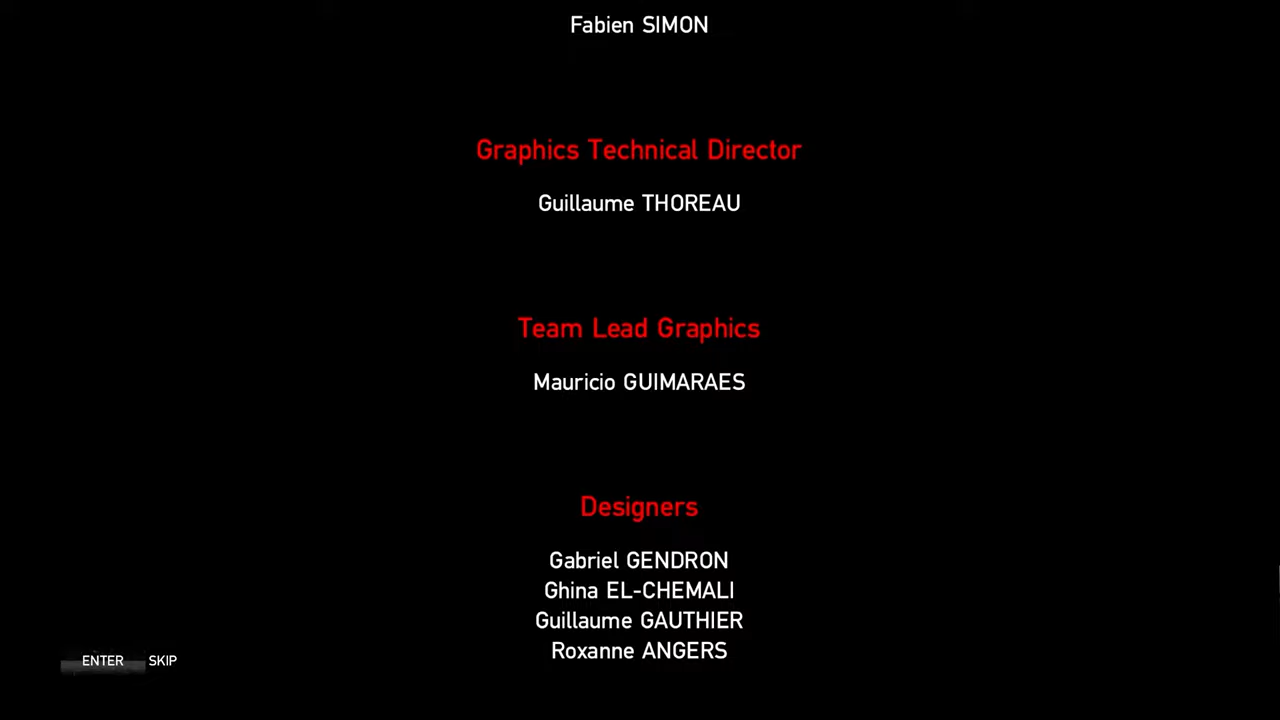 Fabien SIMON
Graphics Technical Director
Guillaume THOREAU
Team Lead Graphics
Mauricio GUIMARAES
Designers
Gabriel GENDRON
Ghina EL-CHEMALI
Guillaume GAUTHIER
Roxanne ANGERS
ENTER SKIP